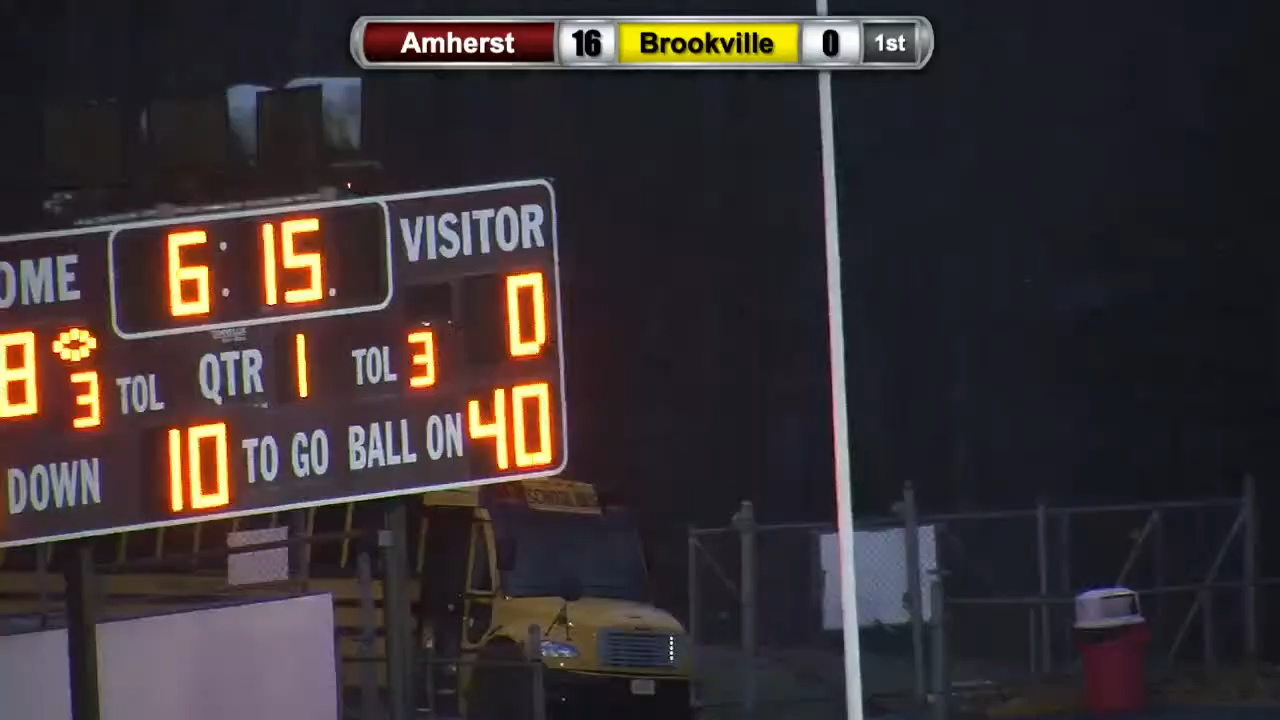 Amherst 16 Brookville 0 1st
OME 6:15 VISITOR
8 3 TOL QTR 1 TOL 3 0
DOWN 10 TO GO BALL ON 40
SCHOOL